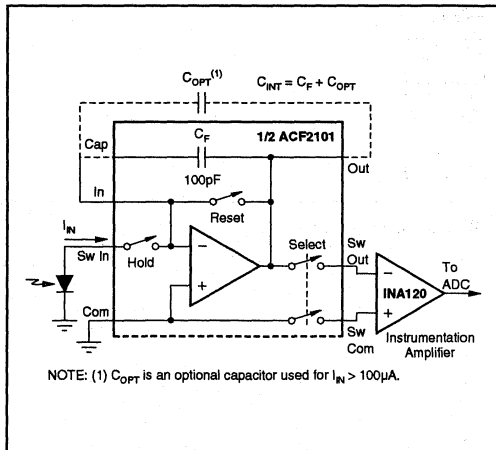 C_OPT(1)
C_INT = C_F + C_OPT
1/2 ACF2101
Cap
C_F
100pF
Out
In
Reset
I_IN
Sw In
Hold
Select
Sw
Out
To
ADC
INA120
Com
Sw
Com
Instrumentation
Amplifier
NOTE: (1) C_OPT is an optional capacitor used for I_IN > 100µA.